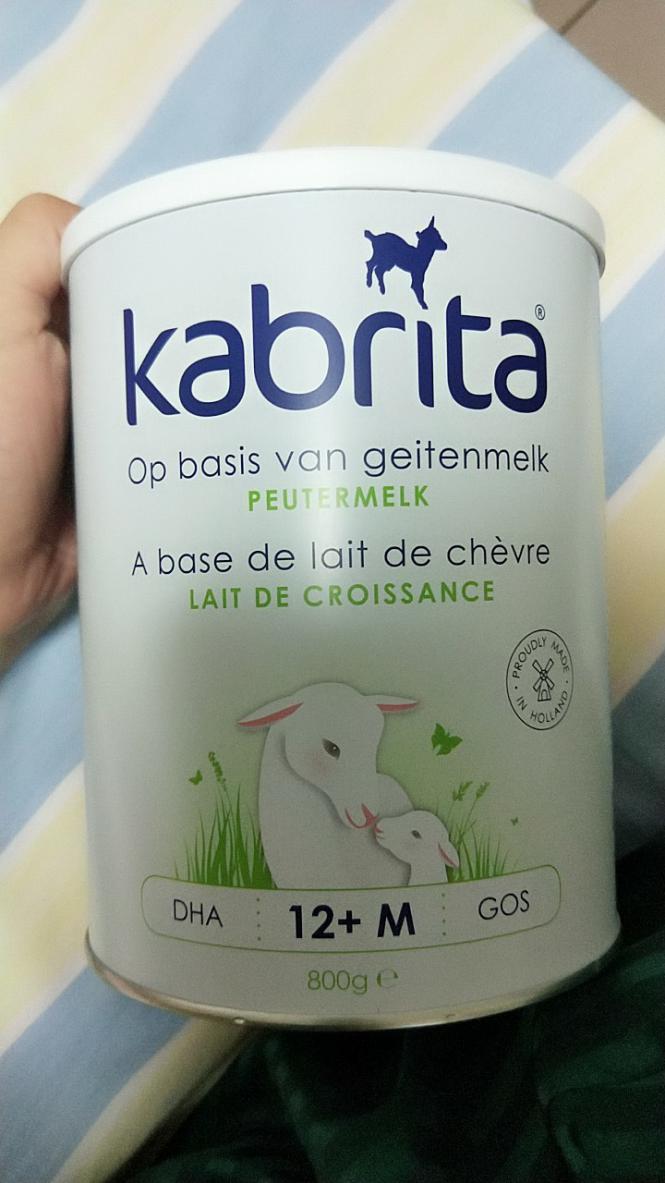 kabrita®
Op basis van geitenmelk
PEUTERMELK
A base de lait de chèvre
LAIT DE CROISSANCE
PROUDLY MADE
IN HOLLAND
DHA 12+ M GOS
800g ℮